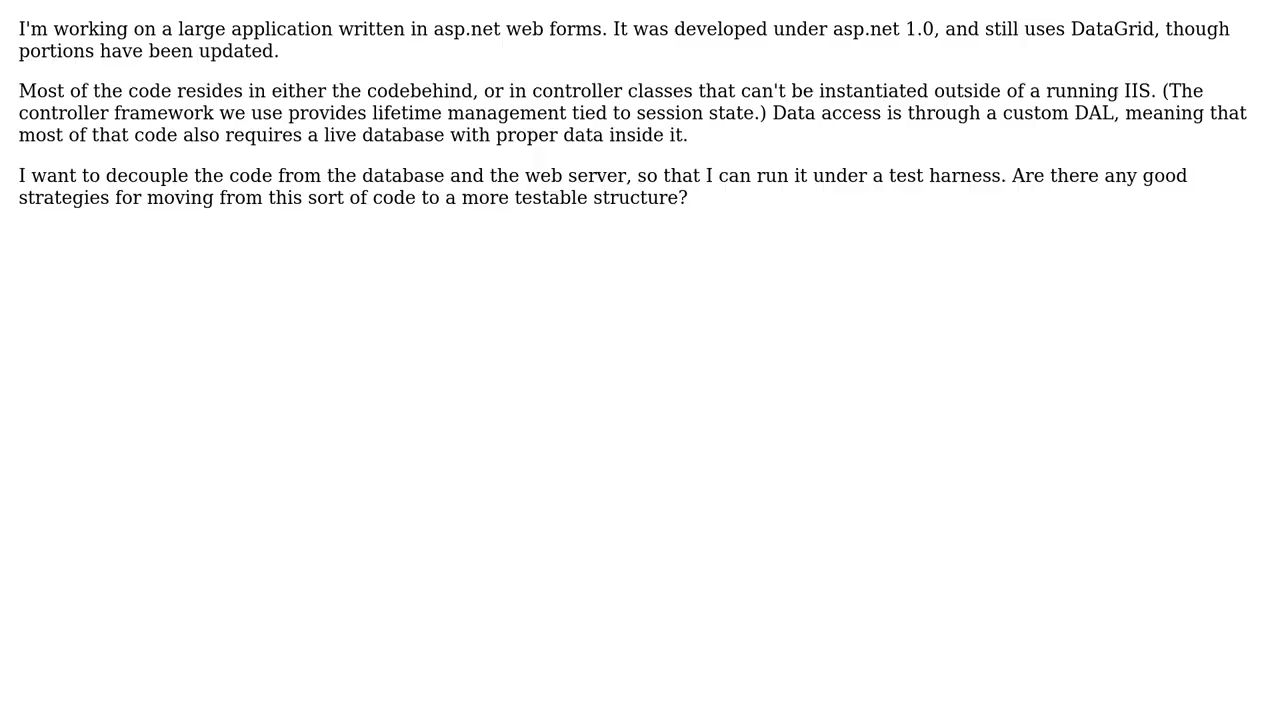 I'm working on a large application written in asp.net web forms. It was developed under asp.net 1.0, and still uses DataGrid, though
portions have been updated.
Most of the code resides in either the codebehind, or in controller classes that can't be instantiated outside of a running IIS. (The
controller framework we use provides lifetime management tied to session state.) Data access is through a custom DAL, meaning that
most of that code also requires a live database with proper data inside it.
I want to decouple the code from the database and the web server, so that I can run it under a test harness. Are there any good
strategies for moving from this sort of code to a more testable structure?